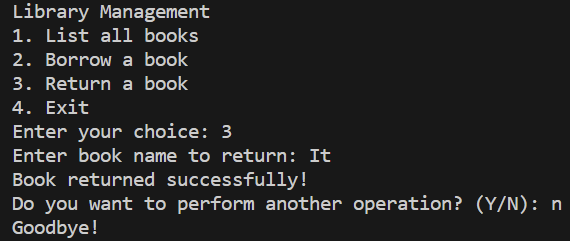 Library Management
1. List all books
2. Borrow a book
3. Return a book
4. Exit
Enter your choice: 3
Enter book name to return: It
Book returned successfully!
Do you want to perform another operation? (Y/N): n
Goodbye!